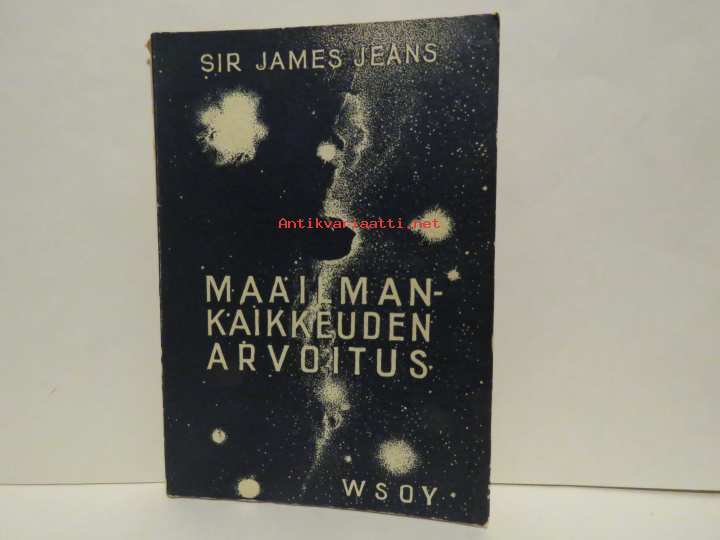 SIR JAMES JEANS
Antikvariaatti.net
MAAILMAN-
KAIKKEUDEN
ARVOITUS
WSOY